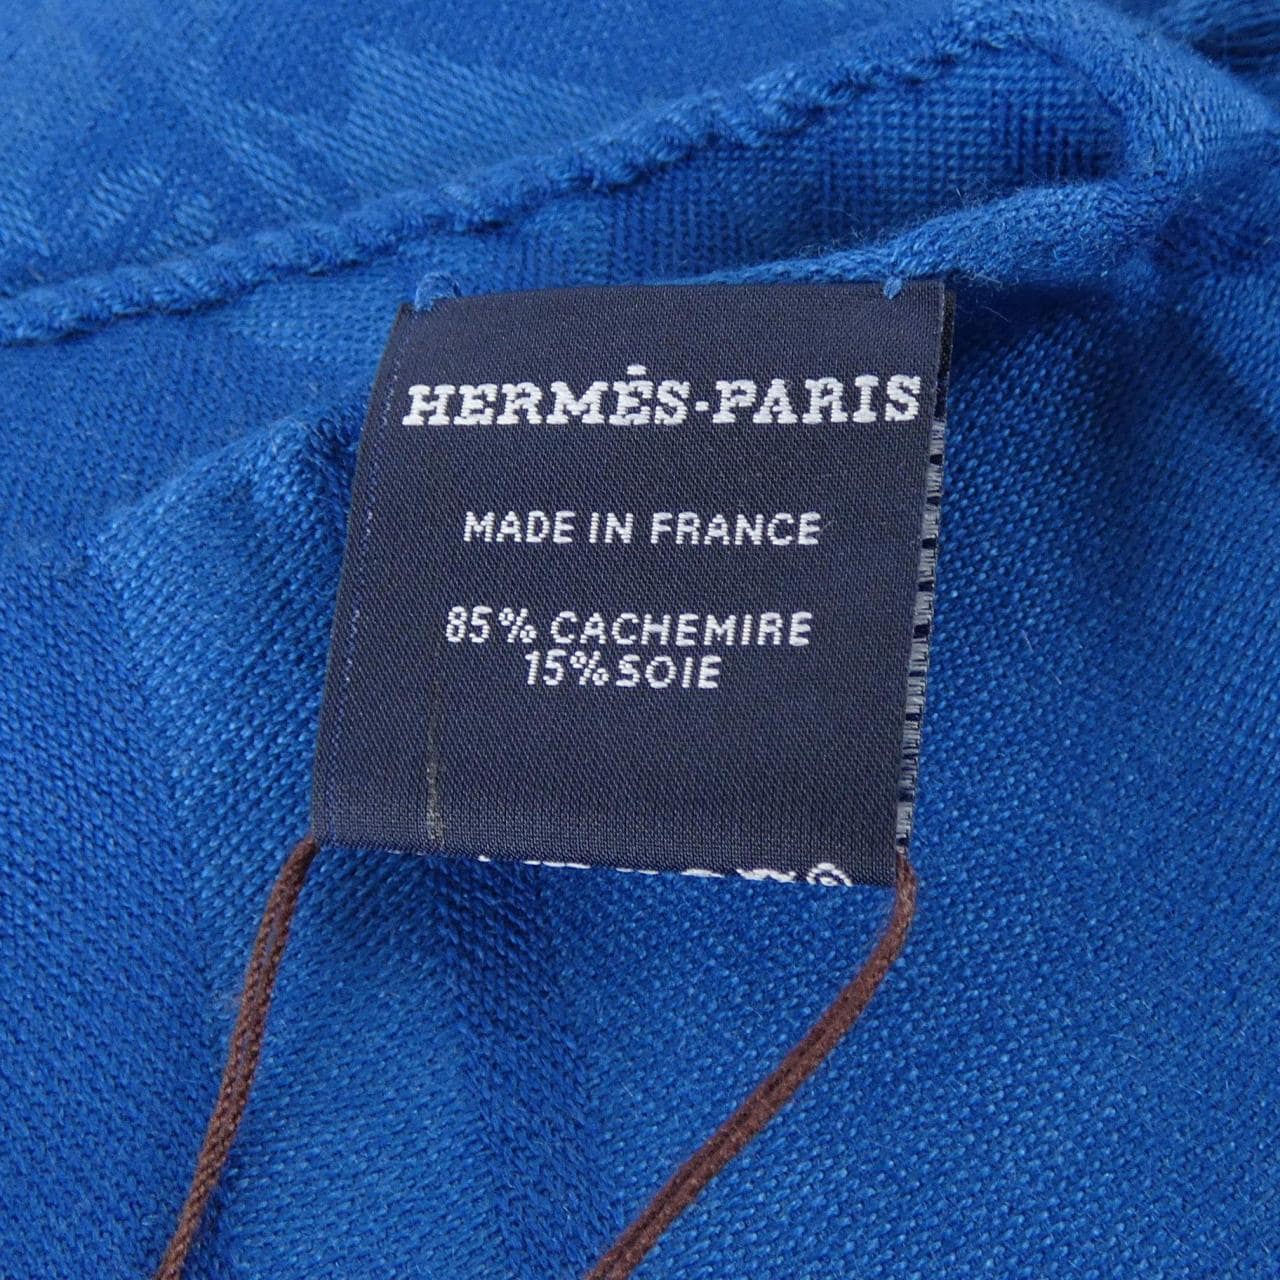 HERMÈS-PARIS
MADE IN FRANCE
85% CACHEMIRE
15% SOIE